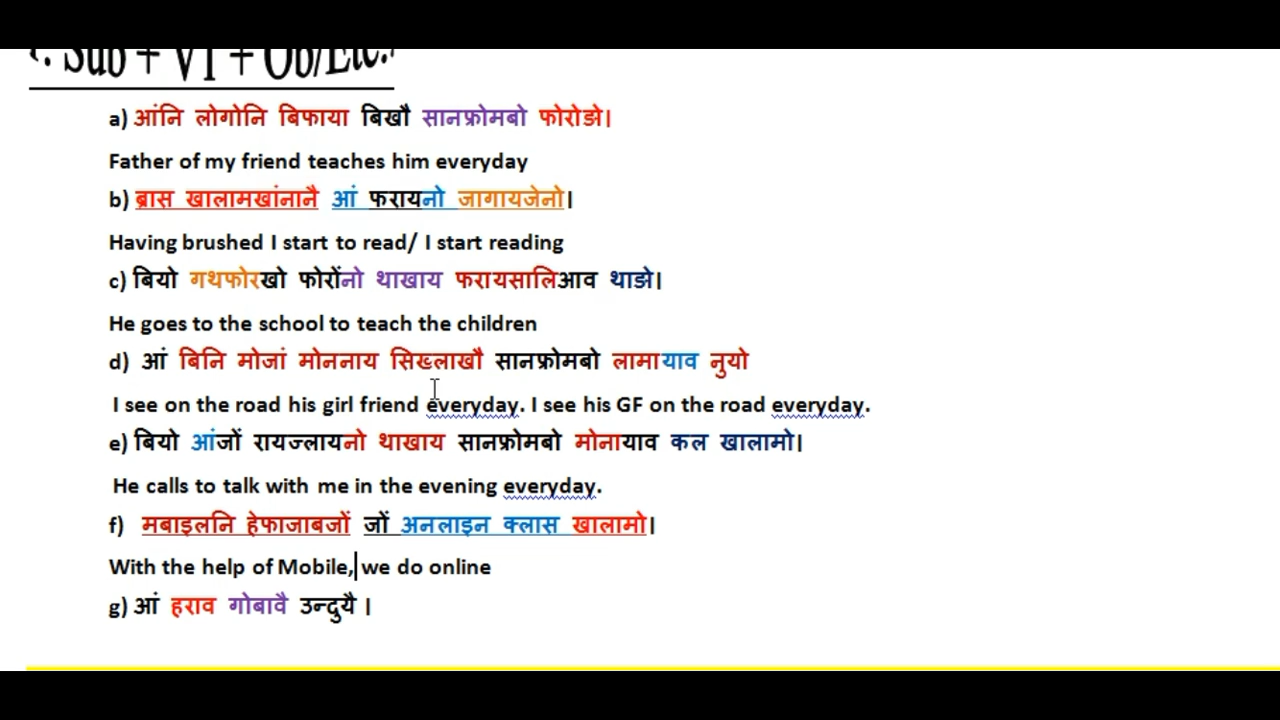 Sub + V1 + Ob/Etc.
a) आंनि लोगोनि बिफाया बिखौ सानफ्रोमबो फोरोङो।
Father of my friend teaches him everyday
b) ब्रास खालामखांनानै आं फरायनो जागायजेनो।
Having brushed I start to read/ I start reading
c) बियो गथफोरखो फोरोंनो थाखाय फरायसालिआव थाङो।
He goes to the school to teach the children
d) आं बिनि मोजां मोननाय सिख्लाखौ सानफ्रोमबो लामायाव नुयो
I see on the road his girl friend everyday. I see his GF on the road everyday.
e) बियो आंजों रायज्लायनो थाखाय सानफ्रोमबो मोनायाव कल खालामो।
He calls to talk with me in the evening everyday.
f) मबाइलनि हेफाजाबजों जों अनलाइन क्लास खालामो।
With the help of Mobile, we do online
g) आं हराव गोबावै उन्दुयै ।